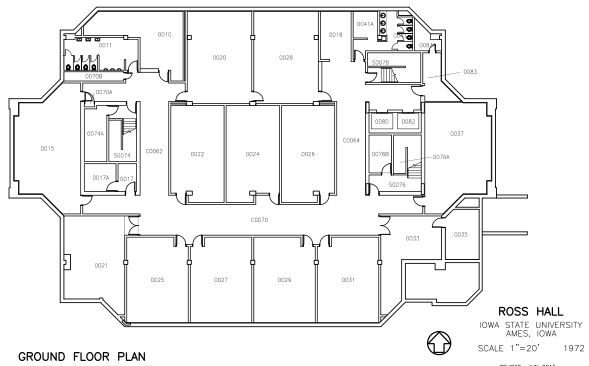 0011
0010
0020
0028
0018
0041A
0070B
0070A
S0078
0083
0015
0074A
S0074
0017A
0017
C0062
0022
0024
0026
C0064
0080
0082
0037
0076B
0076A
S0076
C0070
0021
0025
0027
0029
0031
0033
0035
ROSS HALL
IOWA STATE UNIVERSITY
AMES, IOWA
SCALE 1"=20' 1972
GROUND FLOOR PLAN